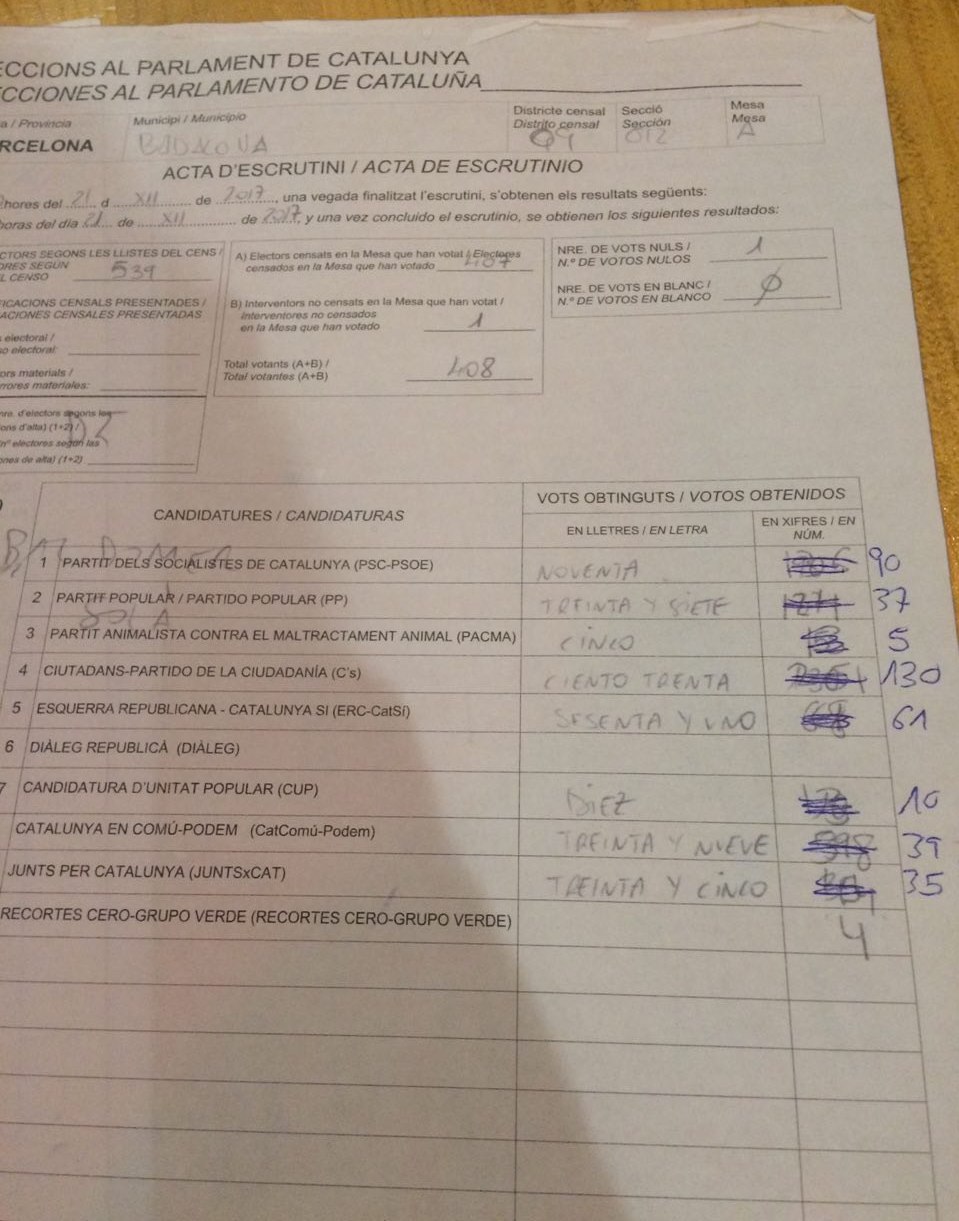 ECCIONS AL PARLAMENT DE CATALUNYA
CCIONES AL PARLAMENTO DE CATALUÑA
a / Provincia Municipi / Municipio Districte censal Secció Mesa
Distrito censal Sección Mesa
RCELONA BADALONA 09 012 A
ACTA D'ESCRUTINI / ACTA DE ESCRUTINIO
hores del 21 d XII de 2017, una vegada finalitzat l'escrutini, s'obtenen els resultats següents:
horas del día 21 de XII de 2017, y una vez concluido el escrutinio, se obtienen los siguientes resultados:
CTORS SEGONS LES LLISTES DEL CENS /
ORES SEGÚN
L CENSO 539
ICACIONS CENSALS PRESENTADES /
ACIONES CENSALES PRESENTADAS
electoral /
o electoral:
ors materials /
rrores materiales:
nre. d'electors segons les
ons d'alta) (1+2) /
nº electores según las
ones de alta) (1+2)
A) Electors censats en la Mesa que han votat / Electores
censados en la Mesa que han votado 407
B) Interventors no censats en la Mesa que han votat /
Interventores no censados
en la Mesa que han votado 1
Total votants (A+B) /
Total votantes (A+B) 408
NRE. DE VOTS NULS /
N.º DE VOTOS NULOS 1
NRE. DE VOTS EN BLANC /
N.º DE VOTOS EN BLANCO 0
CANDIDATURES / CANDIDATURAS VOTS OBTINGUTS / VOTOS OBTENIDOS
EN LLETRES / EN LETRA EN XIFRES / EN NÚM.
1 PARTIT DELS SOCIALISTES DE CATALUNYA (PSC-PSOE) NOVENTA 90
2 PARTIT POPULAR / PARTIDO POPULAR (PP) TREINTA Y SIETE 37
3 PARTIT ANIMALISTA CONTRA EL MALTRACTAMENT ANIMAL (PACMA) CINCO 5
4 CIUTADANS-PARTIDO DE LA CIUDADANÍA (C's) CIENTO TRENTA 130
5 ESQUERRA REPUBLICANA - CATALUNYA SI (ERC-CatSí) SESENTA Y UNO 61
6 DIÀLEG REPUBLICÀ (DIÀLEG)
7 CANDIDATURA D'UNITAT POPULAR (CUP) DIEZ 10
CATALUNYA EN COMÚ-PODEM (CatComú-Podem) TREINTA Y NUEVE 39
JUNTS PER CATALUNYA (JUNTSxCAT) TREINTA Y CINCO 35
RECORTES CERO-GRUPO VERDE (RECORTES CERO-GRUPO VERDE) 4